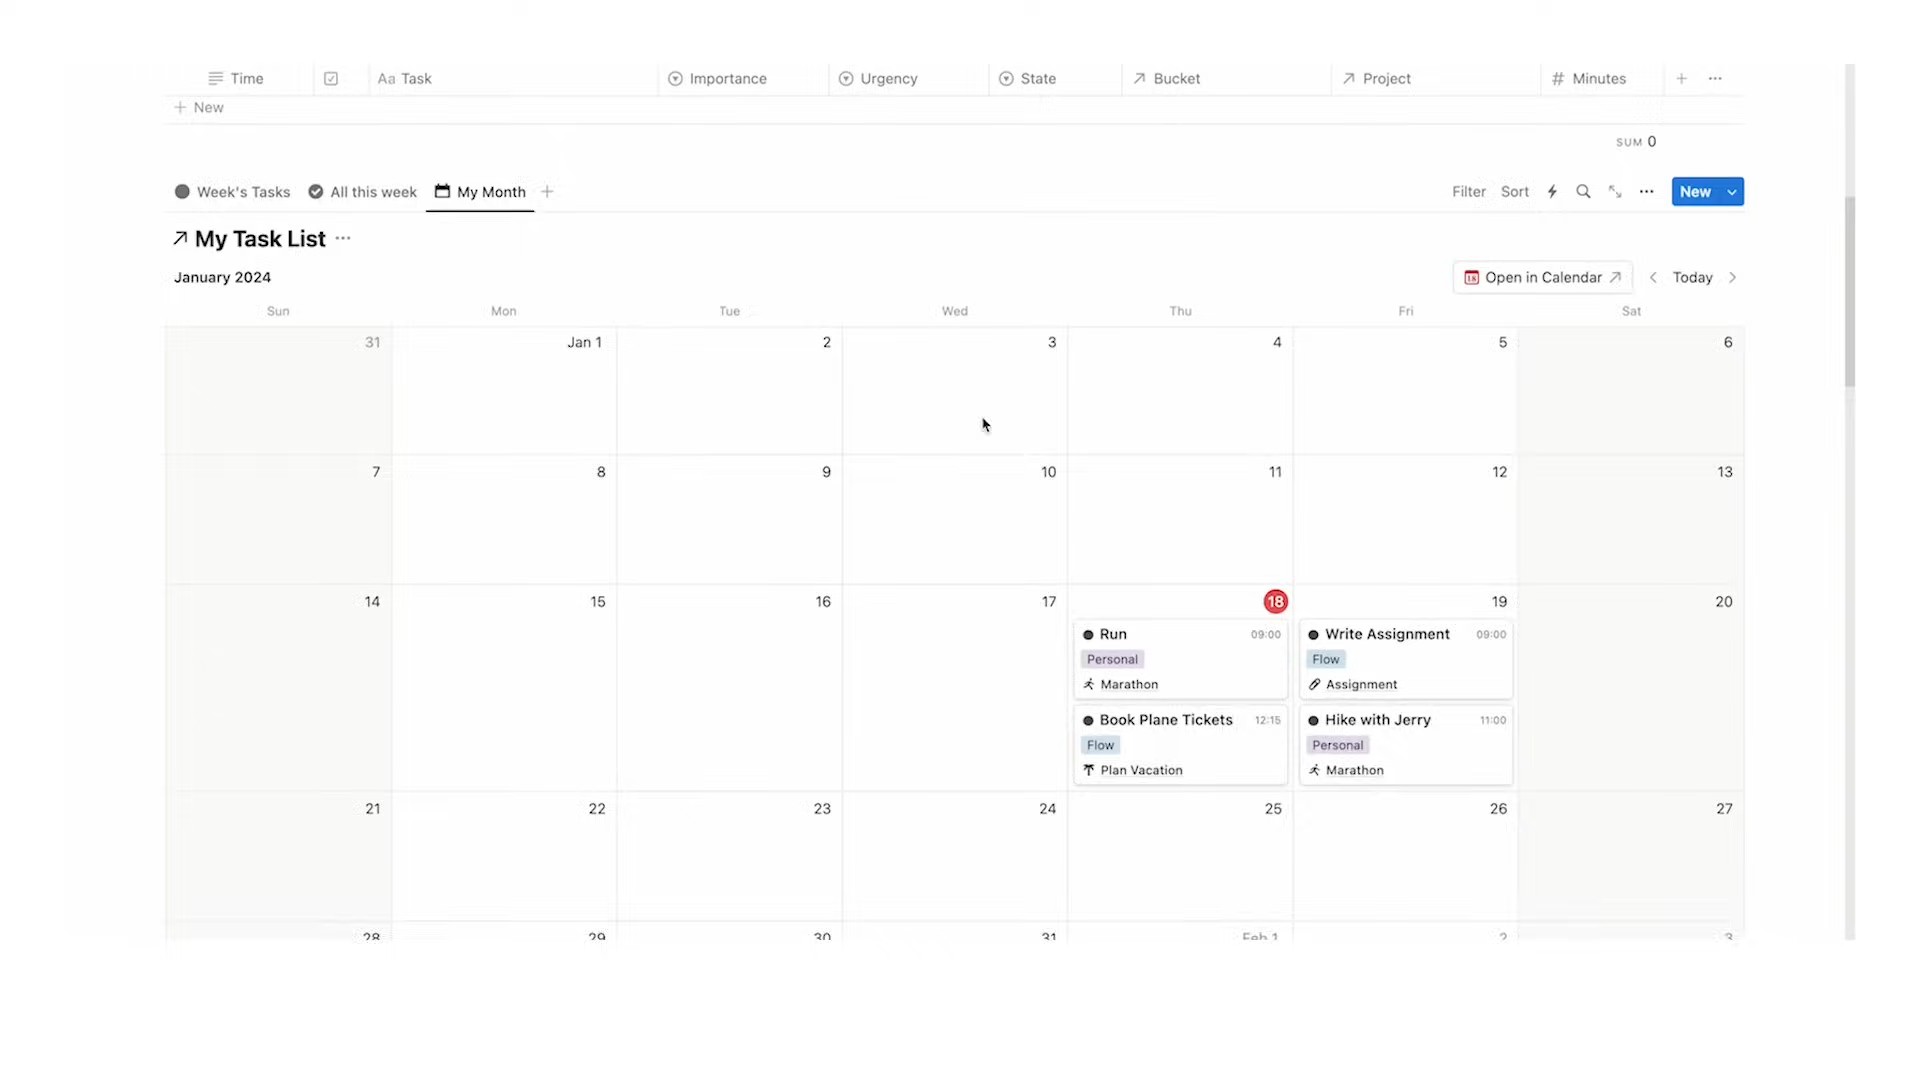 Time Aa Task Importance Urgency State Bucket Project # Minutes + ...
+ New
SUM 0
Week's Tasks All this week My Month + Filter Sort ... New
↗ My Task List ...
January 2024 Open in Calendar ↗ < Today >
Sun Mon Tue Wed Thu Fri Sat
31 Jan 1 2 3 4 5 6
7 8 9 10 11 12 13
14 15 16 17 18 19 20
Run 09:00 Write Assignment 09:00
Personal Flow
Marathon Assignment
Book Plane Tickets 12:15 Hike with Jerry 11:00
Flow Personal
Plan Vacation Marathon
21 22 23 24 25 26 27
28 29 30 31 Feb 1 2 3